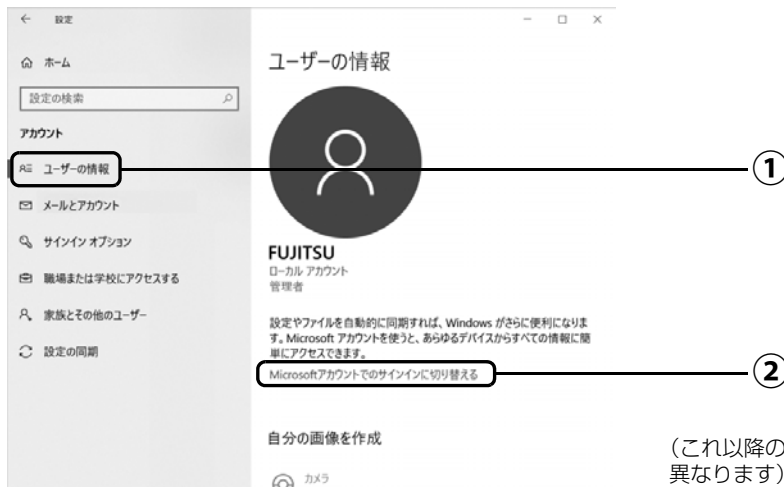 設定
ホーム
設定の検索
アカウント
ユーザーの情報
メールとアカウント
サインイン オプション
職場または学校にアクセスする
家族とその他のユーザー
設定の同期
ユーザーの情報
FUJITSU
ローカル アカウント
管理者
設定やファイルを自動的に同期すれば、Windows がさらに便利になりま
す。Microsoft アカウントを使うと、あらゆるデバイスからすべての情報に簡
単にアクセスできます。
Microsoftアカウントでのサインインに切り替える
自分の画像を作成
カメラ
①
②
（これ以降の
異なります）